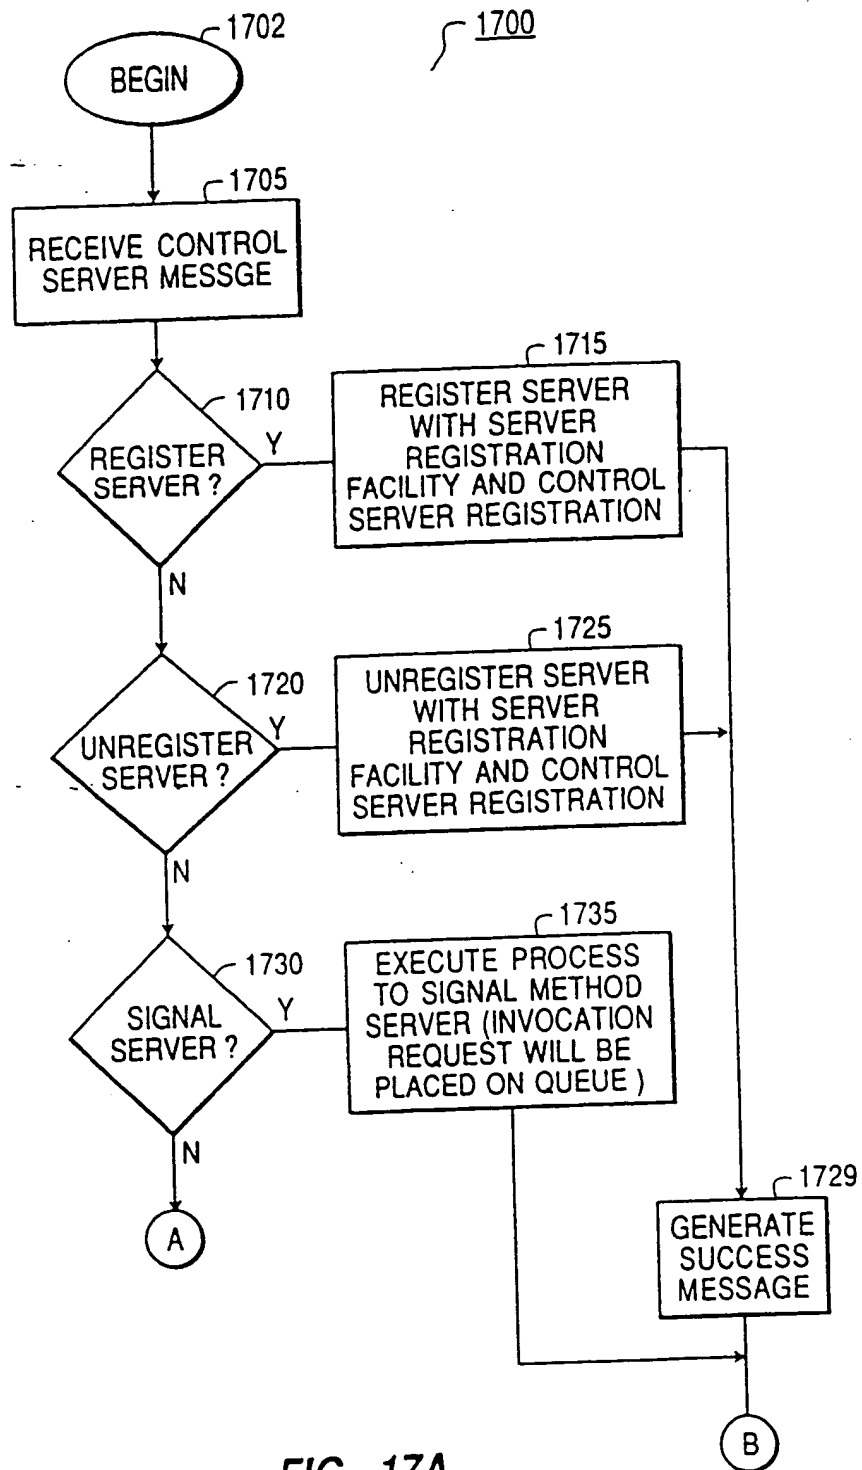 1702
1700
BEGIN
1705
RECEIVE CONTROL
SERVER MESSGE
1710
REGISTER
SERVER ?
Y
N
1715
REGISTER SERVER
WITH SERVER
REGISTRATION
FACILITY AND CONTROL
SERVER REGISTRATION
1720
UNREGISTER
SERVER ?
Y
N
1725
UNREGISTER SERVER
WITH SERVER
REGISTRATION
FACILITY AND CONTROL
SERVER REGISTRATION
1730
SIGNAL
SERVER ?
Y
N
1735
EXECUTE PROCESS
TO SIGNAL METHOD
SERVER (INVOCATION
REQUEST WILL BE
PLACED ON QUEUE )
A
1729
GENERATE
SUCCESS
MESSAGE
B
FIG. 17A